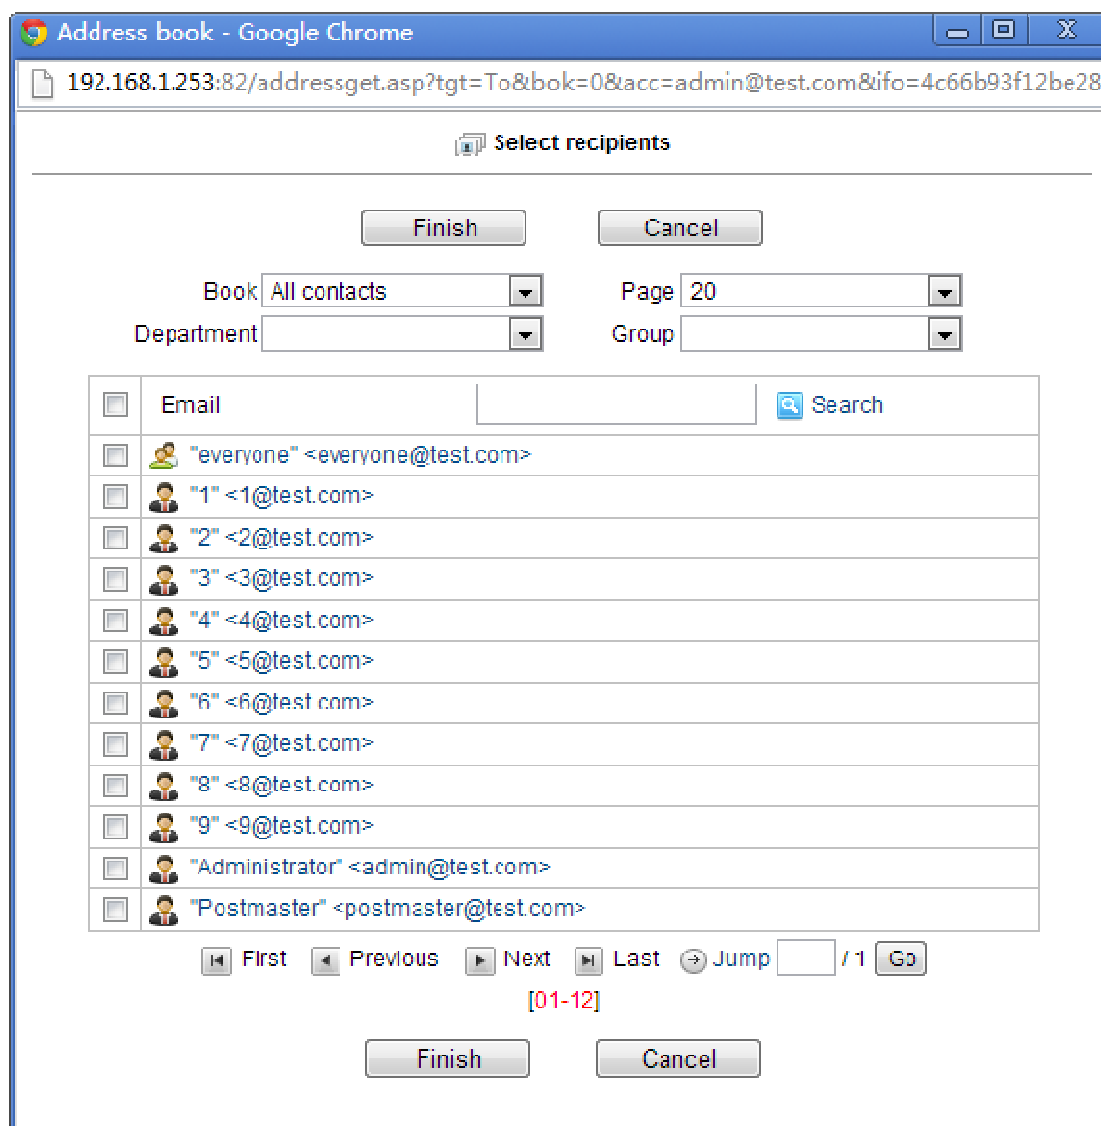 Address book - Google Chrome
192.168.1.253:82/addressget.asp?tgt=To&bok=0&acc=admin@test.com&ifo=4c66b93f12be28
Select recipients
Finish Cancel
Book All contacts Page 20
Department Group
Email Search
"everyone" <everyone@test.com>
"1" <1@test.com>
"2" <2@test.com>
"3" <3@test.com>
"4" <4@test.com>
"5" <5@test.com>
"6" <6@test.com>
"7" <7@test.com>
"8" <8@test.com>
"9" <9@test.com>
"Administrator" <admin@test.com>
"Postmaster" <postmaster@test.com>
First Previous Next Last Jump / 1 Go
[01-12]
Finish Cancel